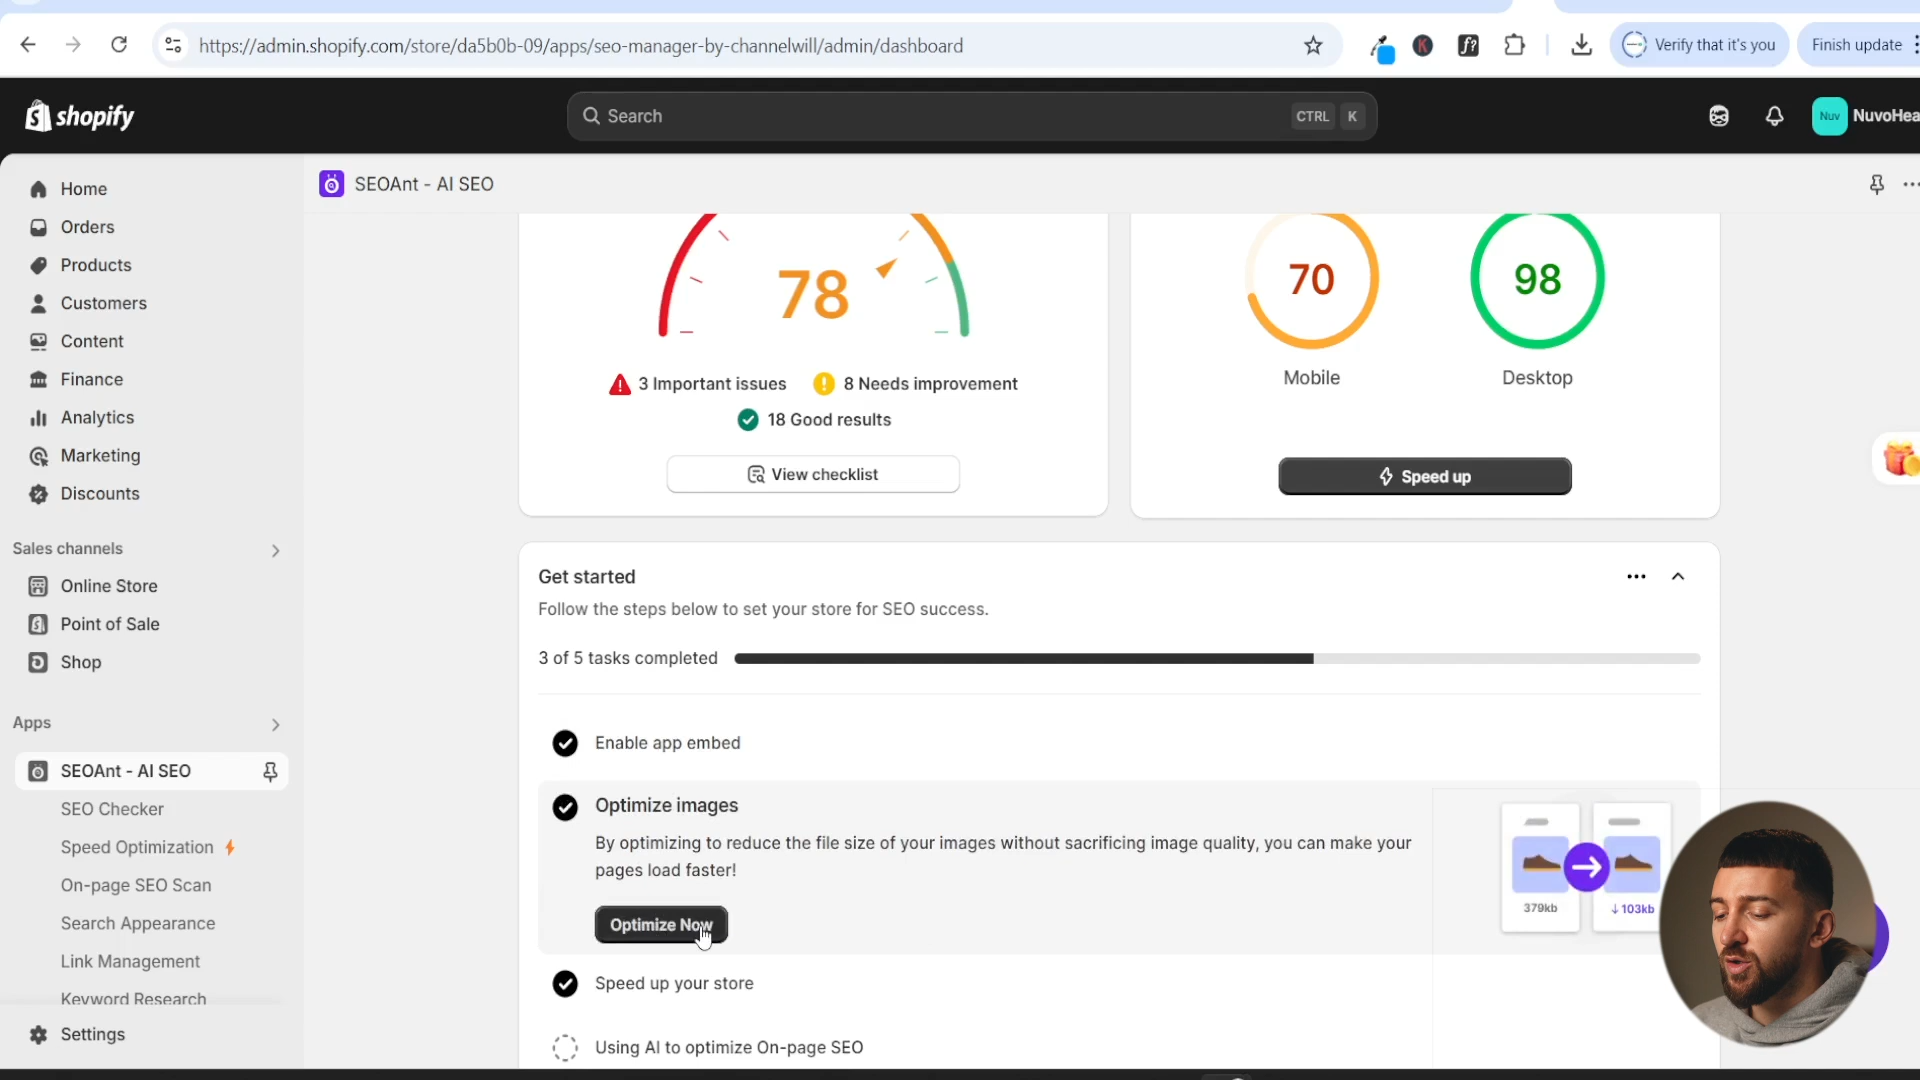 https://admin.shopify.com/store/da5b0b-09/apps/seo-manager-by-channelwill/admin/dashboard
K
f?
Verify that it's you
Finish update
shopify
Search
CTRL K
Nuv
NuvoHea
Home
Orders
Products
Customers
Content
Finance
Analytics
Marketing
Discounts
Sales channels
Online Store
Point of Sale
Shop
Apps
SEOAnt - AI SEO
SEO Checker
Speed Optimization
On-page SEO Scan
Search Appearance
Link Management
Keyword Research
Settings
SEOAnt - AI SEO
78
3 Important issues
8 Needs improvement
18 Good results
View checklist
70
98
Mobile
Desktop
Speed up
Get started
Follow the steps below to set your store for SEO success.
3 of 5 tasks completed
Enable app embed
Optimize images
By optimizing to reduce the file size of your images without sacrificing image quality, you can make your
pages load faster!
Optimize Now
379kb
↓103kb
Speed up your store
Using AI to optimize On-page SEO